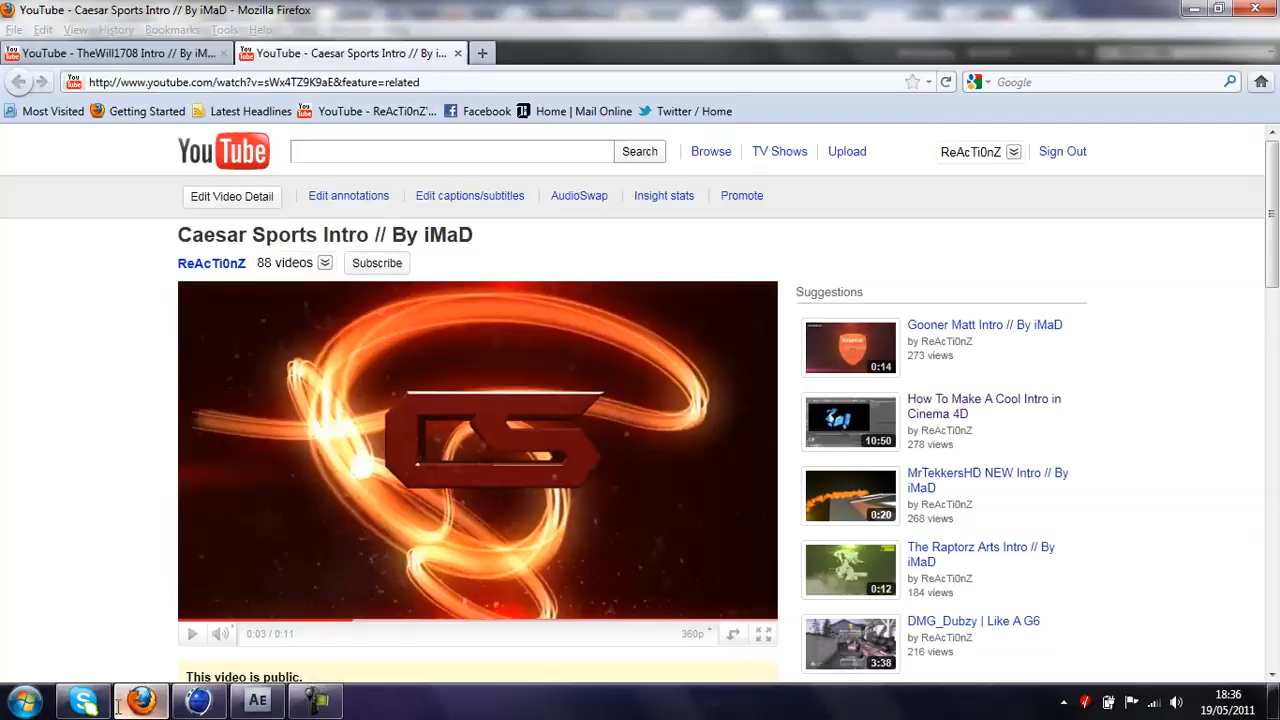 YouTube - Caesar Sports Intro // By iMaD - Mozilla Firefox
File Edit View History Bookmarks Tools Help
YouTube - TheWill1708 Intro // By iM... YouTube - Caesar Sports Intro // By i...
http://www.youtube.com/watch?v=sWx4TZ9K9aE&feature=related Google
Most Visited Getting Started Latest Headlines YouTube - ReAcTi0nZ'... Facebook Home | Mail Online Twitter / Home
YouTube Search Browse TV Shows Upload ReAcTi0nZ Sign Out
Edit Video Detail Edit annotations Edit captions/subtitles AudioSwap Insight stats Promote
Caesar Sports Intro // By iMaD
ReAcTi0nZ 88 videos Subscribe
CS
0:03 / 0:11 360p
This video is public.
Suggestions
Gooner Matt Intro // By iMaD
by ReAcTi0nZ
273 views
0:14
How To Make A Cool Intro in
Cinema 4D
by ReAcTi0nZ
278 views
10:50
MrTekkersHD NEW Intro // By
iMaD
by ReAcTi0nZ
268 views
0:20
The Raptorz Arts Intro // By
iMaD
by ReAcTi0nZ
184 views
0:12
DMG_Dubzy | Like A G6
by ReAcTi0nZ
216 views
3:38
AE
18:36
19/05/2011